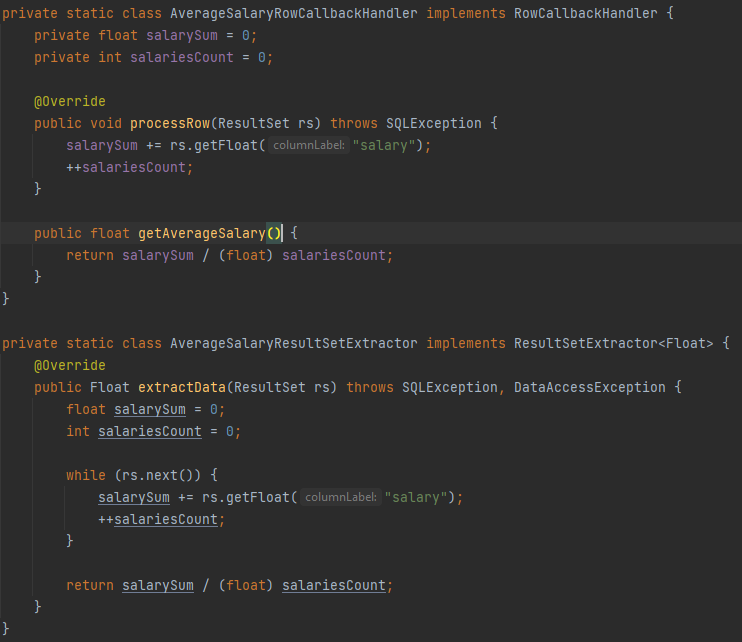 private static class AverageSalaryRowCallbackHandler implements RowCallbackHandler {
    private float salarySum = 0;
    private int salariesCount = 0;

    @Override
    public void processRow(ResultSet rs) throws SQLException {
        salarySum += rs.getFloat( columnLabel: "salary");
        ++salariesCount;
    }

    public float getAverageSalary() {
        return salarySum / (float) salariesCount;
    }
}

private static class AverageSalaryResultSetExtractor implements ResultSetExtractor<Float> {
    @Override
    public Float extractData(ResultSet rs) throws SQLException, DataAccessException {
        float salarySum = 0;
        int salariesCount = 0;

        while (rs.next()) {
            salarySum += rs.getFloat( columnLabel: "salary");
            ++salariesCount;
        }

        return salarySum / (float) salariesCount;
    }
}